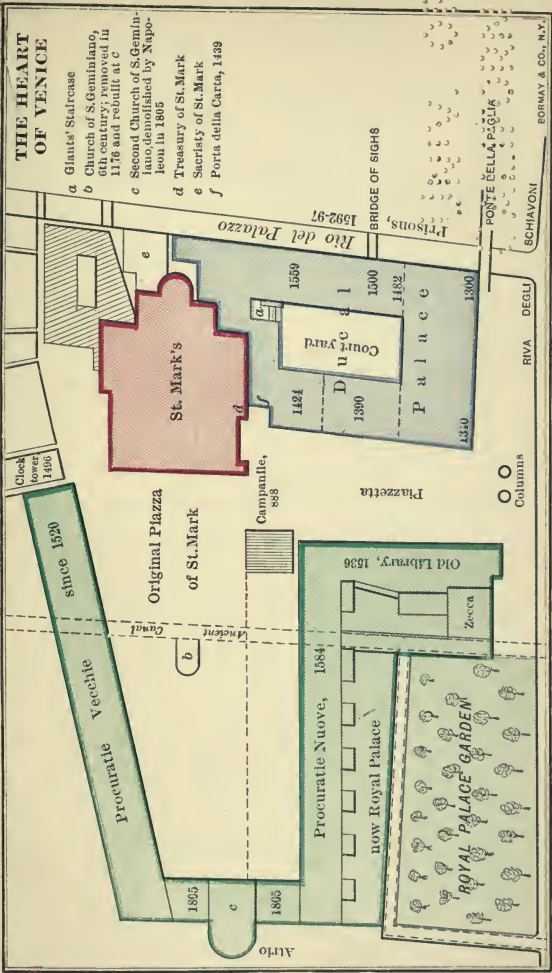 THE HEART
OF VENICE
a Giants' Staircase
b Church of S.Geminiano,
6th century; removed in
1176 and rebuilt at c
c Second Church of S.Gemin-
iano,demolished by Napo-
leon in 1805
d Treasury of St.Mark
e Sacristy of St.Mark
f Porta della Carta, 1439
Clock
tower,
1496
St. Mark's
e
d
f
a
Rio del Palazzo
Prisons,
1592-97
BRIDGE OF SIGHS
PONTE DELLA PAGLIA
SCHIAVONI
RIVA DEGLI
Ducal
Palace
Court yard
1559
1500
1482
1300
1424
1390
1310
Procuratie Vecchie since 1520
Original Piazza
of St.Mark
Campanile,
888
Piazzetta
Columns
Ancient Canal
b
c
1805
1805
Atrio
Procuratie Nuove, 1584
now Royal Palace
Old Library, 1536
Zecca
ROYAL PALACE GARDEN
BORMAY & CO., N.Y.